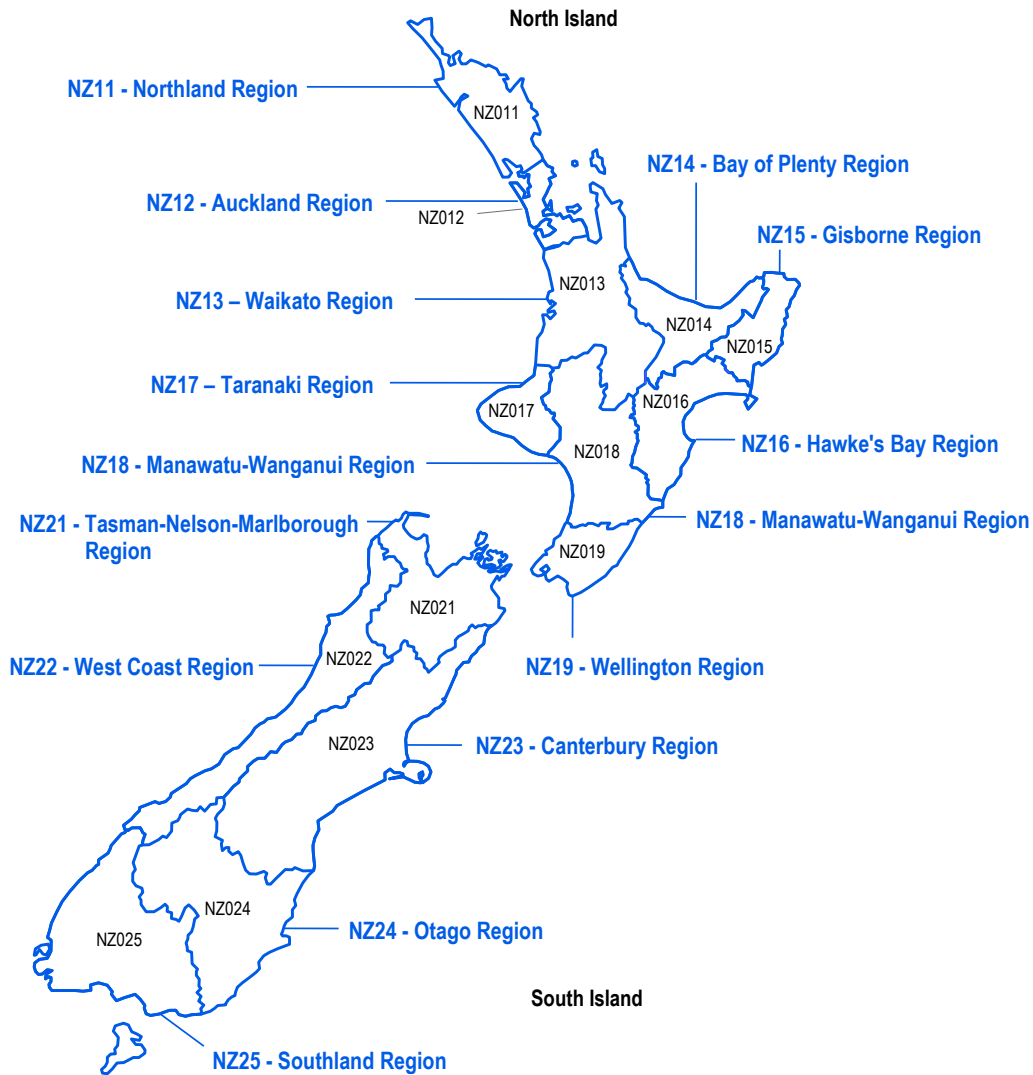 North Island
NZ11 - Northland Region
NZ011
NZ14 - Bay of Plenty Region
NZ12 - Auckland Region
NZ012
NZ15 - Gisborne Region
NZ013
NZ13 – Waikato Region
NZ014
NZ015
NZ17 – Taranaki Region
NZ016
NZ017
NZ16 - Hawke's Bay Region
NZ018
NZ18 - Manawatu-Wanganui Region
NZ21 - Tasman-Nelson-Marlborough
Region
NZ18 - Manawatu-Wanganui Region
NZ019
NZ021
NZ022
NZ22 - West Coast Region
NZ19 - Wellington Region
NZ023
NZ23 - Canterbury Region
NZ024
NZ24 - Otago Region
NZ025
South Island
NZ25 - Southland Region